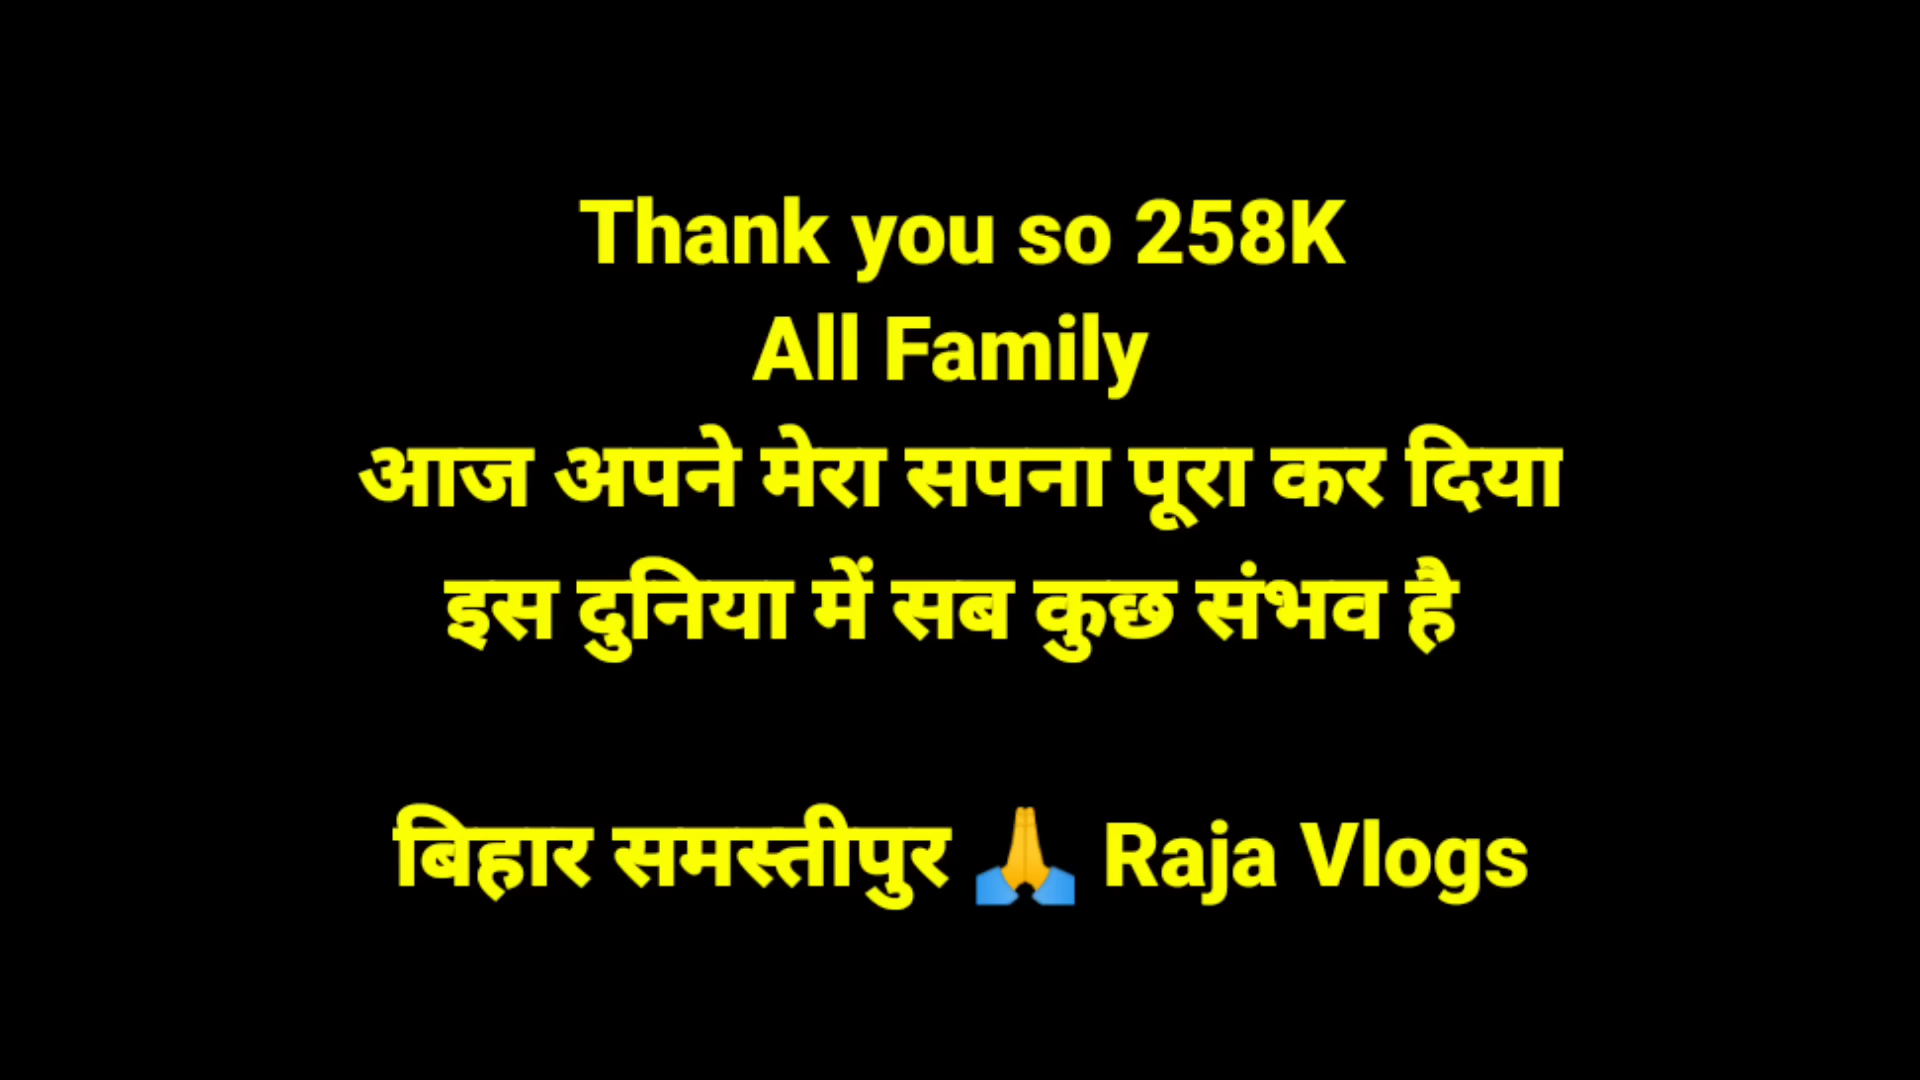 Thank you so 258K
All Family
आज अपने मेरा सपना पूरा कर दिया
इस दुनिया में सब कुछ संभव है
बिहार समस्तीपुर 🙏 Raja Vlogs